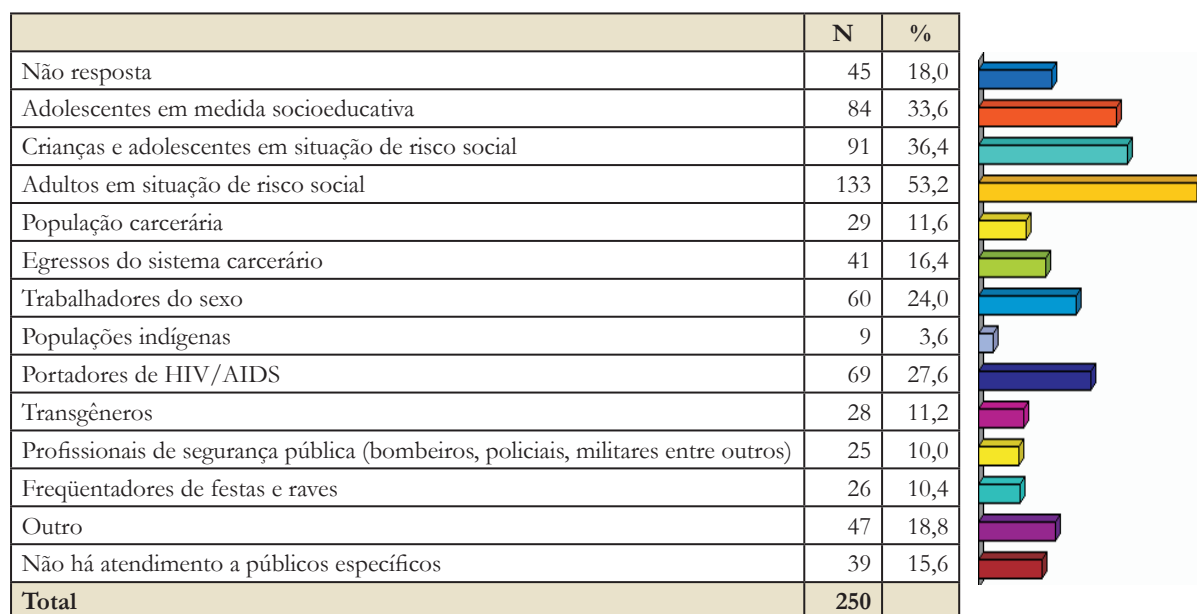 N %
Não resposta 45 18,0
Adolescentes em medida socioeducativa 84 33,6
Crianças e adolescentes em situação de risco social 91 36,4
Adultos em situação de risco social 133 53,2
População carcerária 29 11,6
Egressos do sistema carcerário 41 16,4
Trabalhadores do sexo 60 24,0
Populações indígenas 9 3,6
Portadores de HIV/AIDS 69 27,6
Transgêneros 28 11,2
Profissionais de segurança pública (bombeiros, policiais, militares entre outros) 25 10,0
Freqüentadores de festas e raves 26 10,4
Outro 47 18,8
Não há atendimento a públicos específicos 39 15,6
Total 250